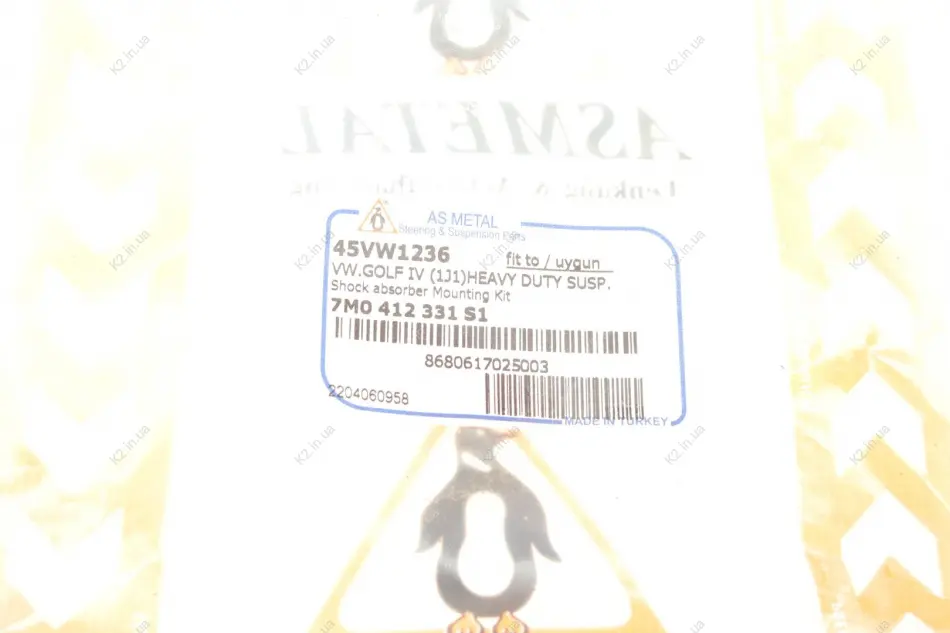 ASMETAL
AS METAL
Steering & Suspension Parts
45VW1236
fit to / uygun
VW.GOLF IV (1J1)HEAVY DUTY SUSP.
Shock absorber Mounting Kit
7M0 412 331 S1
8680617025003
2204060958
MADE IN TURKEY
K2.in.ua